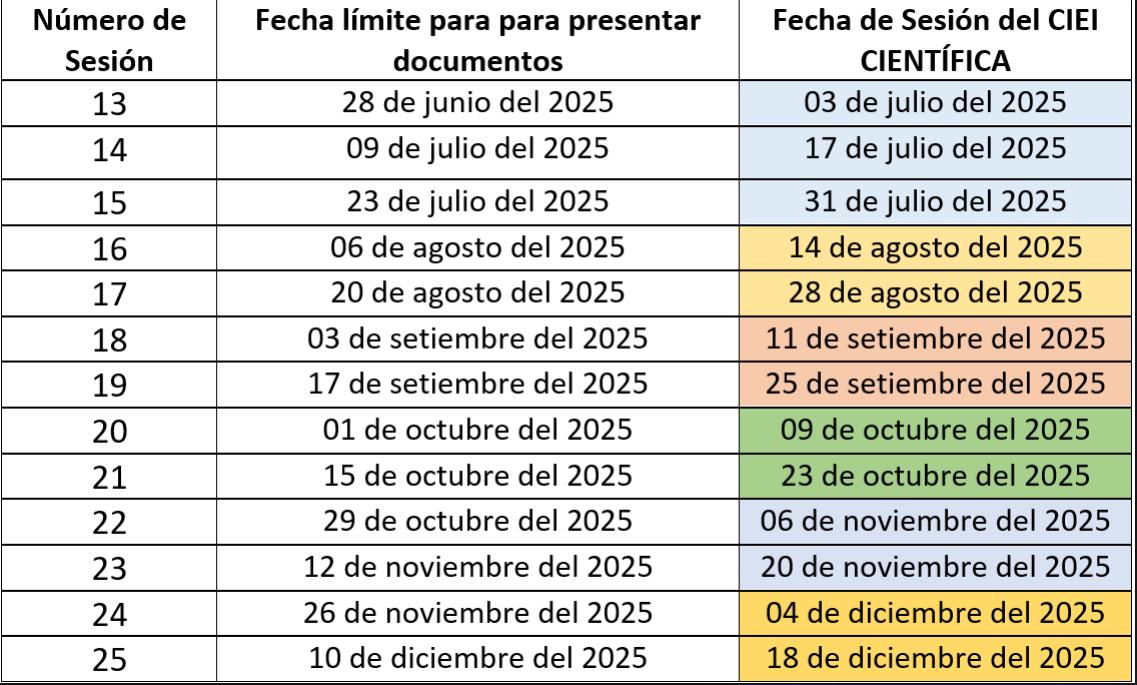 Número de Sesión | Fecha límite para para presentar documentos | Fecha de Sesión del CIEI CIENTÍFICA
13 | 28 de junio del 2025 | 03 de julio del 2025
14 | 09 de julio del 2025 | 17 de julio del 2025
15 | 23 de julio del 2025 | 31 de julio del 2025
16 | 06 de agosto del 2025 | 14 de agosto del 2025
17 | 20 de agosto del 2025 | 28 de agosto del 2025
18 | 03 de setiembre del 2025 | 11 de setiembre del 2025
19 | 17 de setiembre del 2025 | 25 de setiembre del 2025
20 | 01 de octubre del 2025 | 09 de octubre del 2025
21 | 15 de octubre del 2025 | 23 de octubre del 2025
22 | 29 de octubre del 2025 | 06 de noviembre del 2025
23 | 12 de noviembre del 2025 | 20 de noviembre del 2025
24 | 26 de noviembre del 2025 | 04 de diciembre del 2025
25 | 10 de diciembre del 2025 | 18 de diciembre del 2025